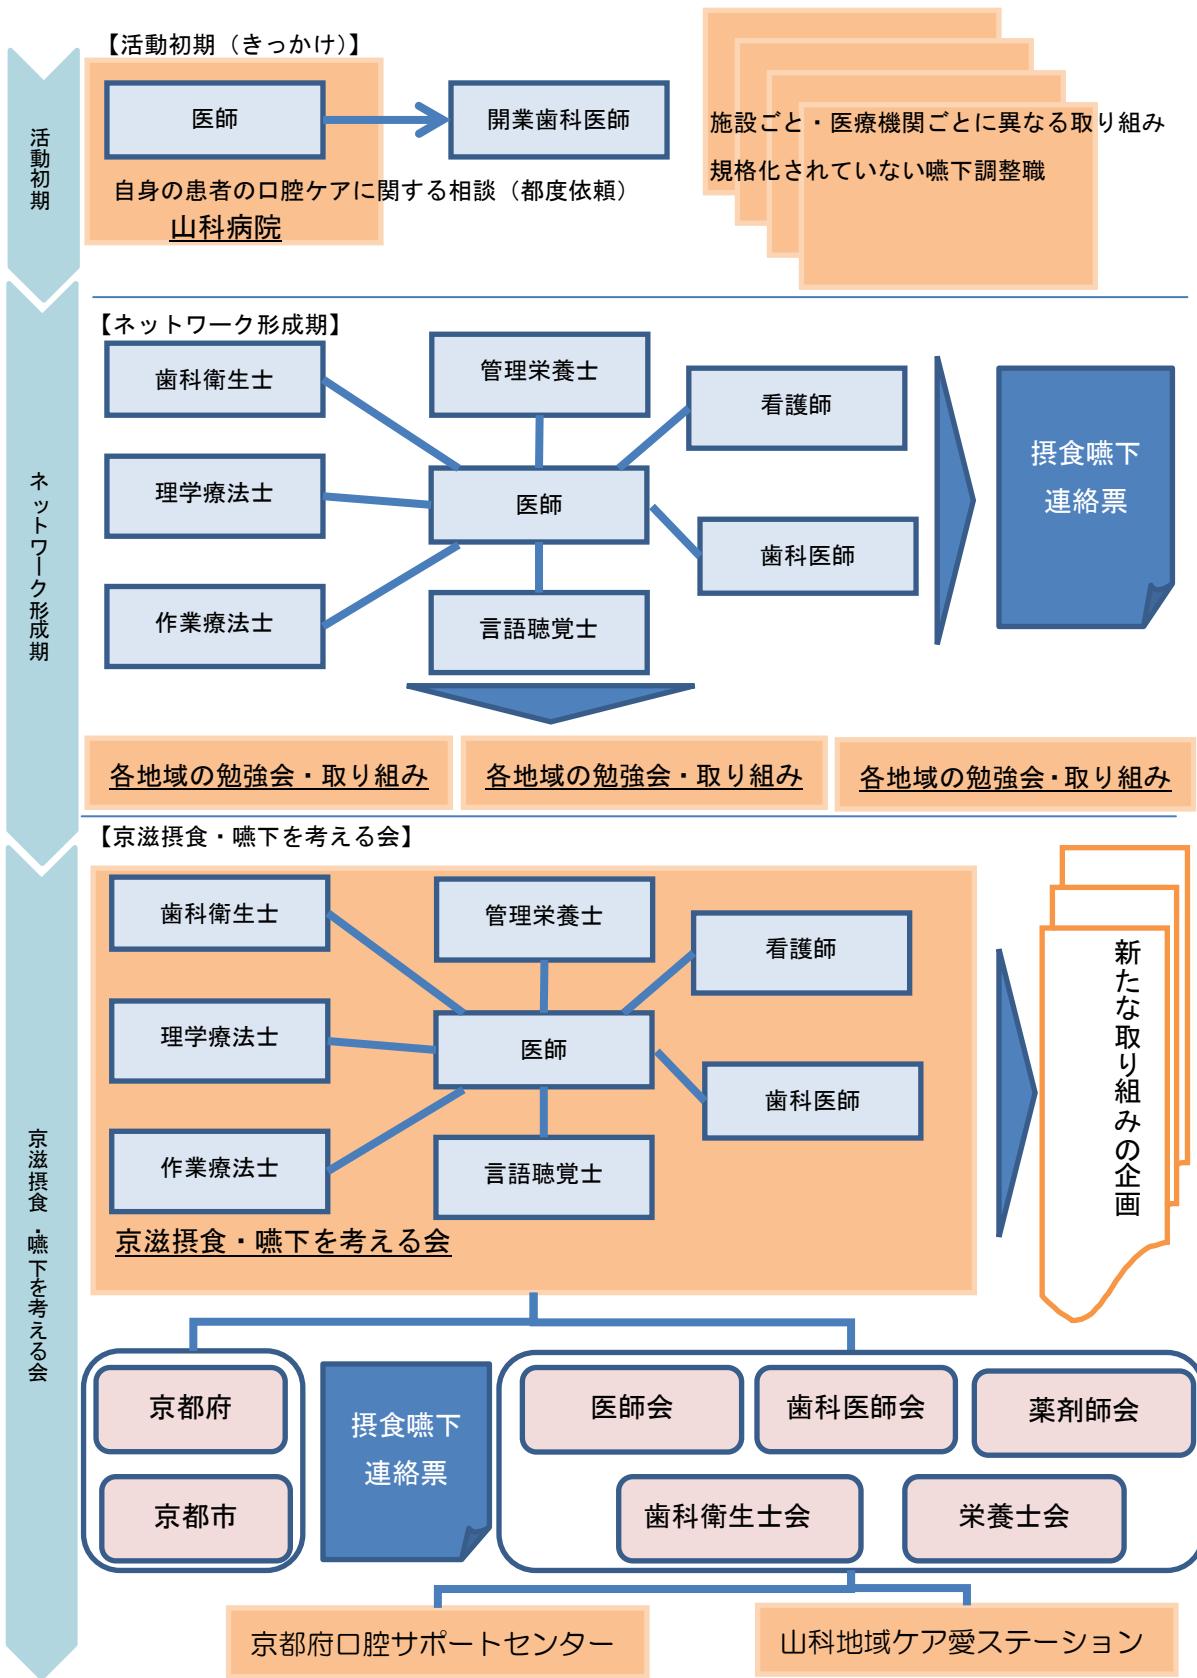 活動初期
【活動初期（きっかけ）】
医師
開業歯科医師
自身の患者の口腔ケアに関する相談（都度依頼）
山科病院
施設ごと・医療機関ごとに異なる取り組み
規格化されていない嚥下調整職
ネットワーク形成期
【ネットワーク形成期】
歯科衛生士
管理栄養士
看護師
理学療法士
医師
歯科医師
作業療法士
言語聴覚士
摂食嚥下
連絡票
各地域の勉強会・取り組み
各地域の勉強会・取り組み
各地域の勉強会・取り組み
京滋摂食・嚥下を考える会
【京滋摂食・嚥下を考える会】
歯科衛生士
管理栄養士
看護師
理学療法士
医師
歯科医師
作業療法士
言語聴覚士
京滋摂食・嚥下を考える会
新たな取り組みの企画
京都府
京都市
摂食嚥下
連絡票
医師会
歯科医師会
薬剤師会
歯科衛生士会
栄養士会
京都府口腔サポートセンター
山科地域ケア愛ステーション